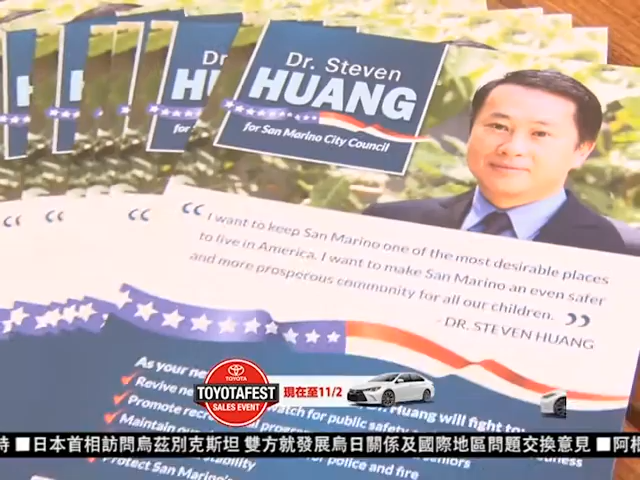 Dr. Steven
HUANG
for San Marino City Council
“ I want to keep San Marino one of the most desirable places
to live in America. I want to make San Marino an even safer
and more prosperous community for all our children. ”
- DR. STEVEN HUANG
As your
Huang will fight to:
Promote
Protect San Marino's
for police and fire
TOYOTA
TOYOTAFEST
SALES EVENT
現在至11/2
■日本首相訪問烏茲別克斯坦 雙方就發展烏日關係及國際地區問題交換意見 ■阿根